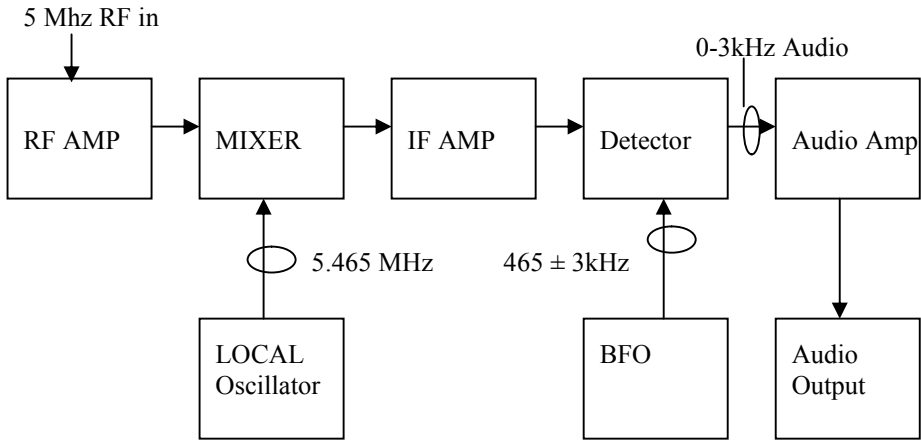 5 Mhz RF in
0-3kHz Audio
RF AMP
MIXER
IF AMP
Detector
Audio Amp
5.465 MHz
465 ± 3kHz
LOCAL
Oscillator
BFO
Audio
Output